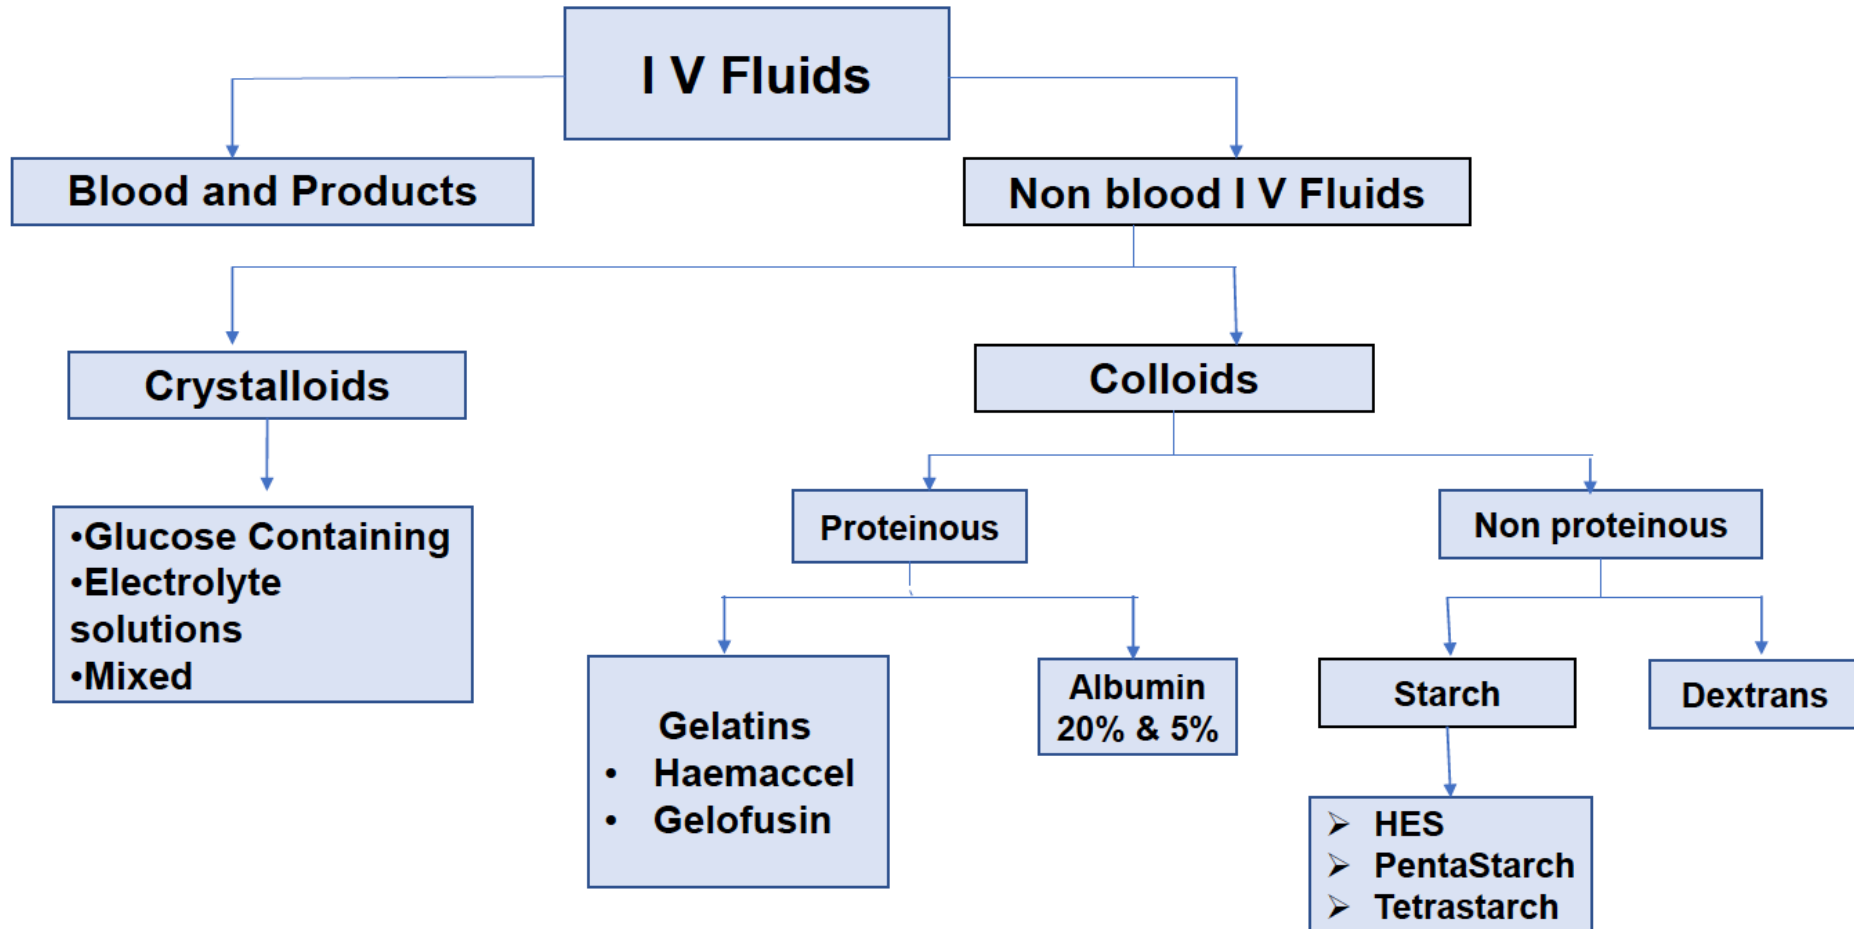 I V Fluids
Blood and Products
Non blood I V Fluids
Crystalloids
Colloids
•Glucose Containing
•Electrolyte
solutions
•Mixed
Proteinous
Non proteinous
Gelatins
• Haemaccel
• Gelofusin
Albumin
20% & 5%
Starch
Dextrans
➢ HES
➢ PentaStarch
➢ Tetrastarch